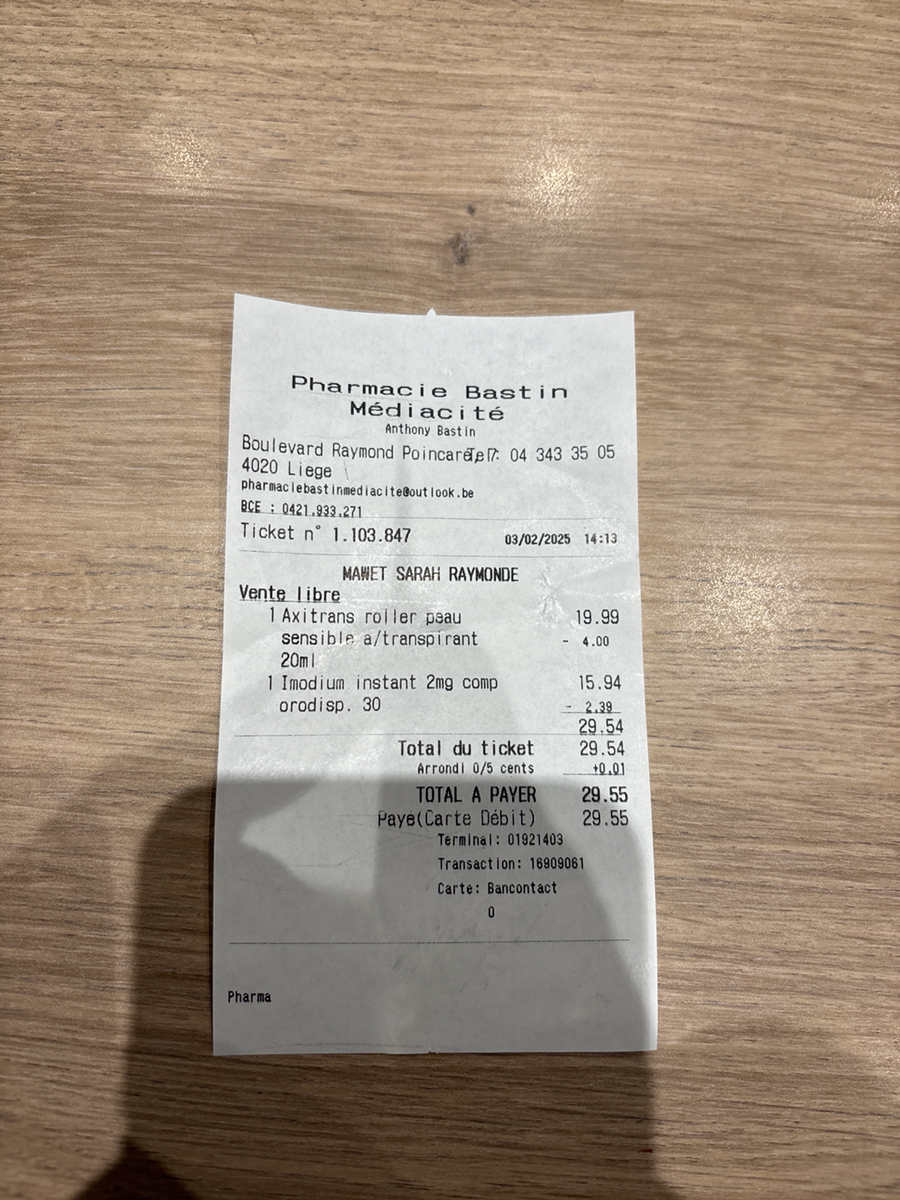 Pharmacie Bastin
Médiacité
Anthony Bastin
Boulevard Raymond Poincaré, 7 Tel : 04 343 35 05
4020 Liege
pharmaciebastinmediacite@outlook.be
BCE : 0421.933.271
Ticket n° 1.103.847 03/02/2025 14:13
MAWET SARAH RAYMONDE
Vente libre
1 Axitrans roller peau 19.99
sensible a/transpirant - 4.00
20ml
1 Imodium instant 2mg comp 15.94
orodisp. 30 - 2.39
29.54
Total du ticket 29.54
Arrondi 0/5 cents +0.01
TOTAL A PAYER 29.55
Payé(Carte Débit) 29.55
Terminal: 01921403
Transaction: 16909061
Carte: Bancontact
0
Pharma